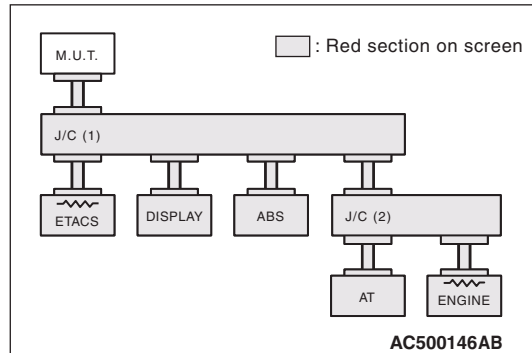 M.U.T.
: Red section on screen
J/C (1)
ETACS
DISPLAY
ABS
J/C (2)
AT
ENGINE
AC500146AB